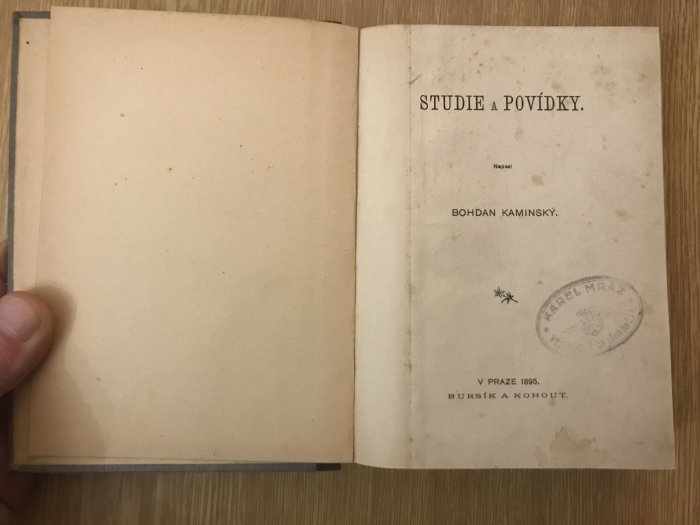 STUDIE A POVÍDKY.
Napsal
BOHDAN KAMINSKÝ.
KAREL MRÁZ
V PRAZE 1895.
BURSÍK A KOHOUT.